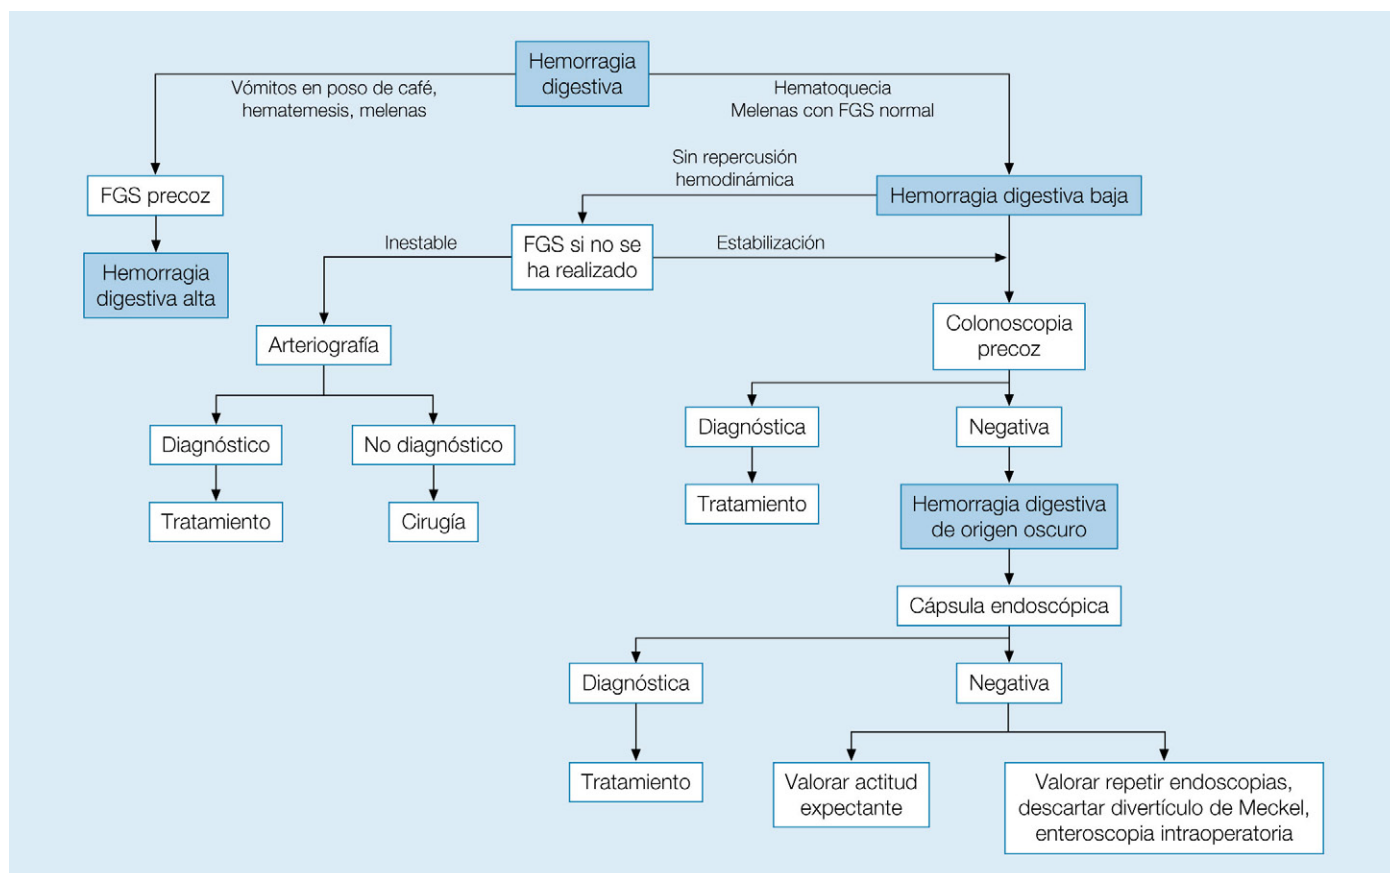 Hemorragia
digestiva
Vómitos en poso de café,
hematemesis, melenas
Hematoquecia
Melenas con FGS normal
FGS precoz
Hemorragia
digestiva alta
Sin repercusión
hemodinámica
Hemorragia digestiva baja
Inestable
FGS si no se
ha realizado
Estabilización
Arteriografía
Colonoscopia
precoz
Diagnóstico
No diagnóstico
Tratamiento
Cirugía
Diagnóstica
Negativa
Tratamiento
Hemorragia digestiva
de origen oscuro
Cápsula endoscópica
Diagnóstica
Negativa
Tratamiento
Valorar actitud
expectante
Valorar repetir endoscopias,
descartar divertículo de Meckel,
enteroscopia intraoperatoria